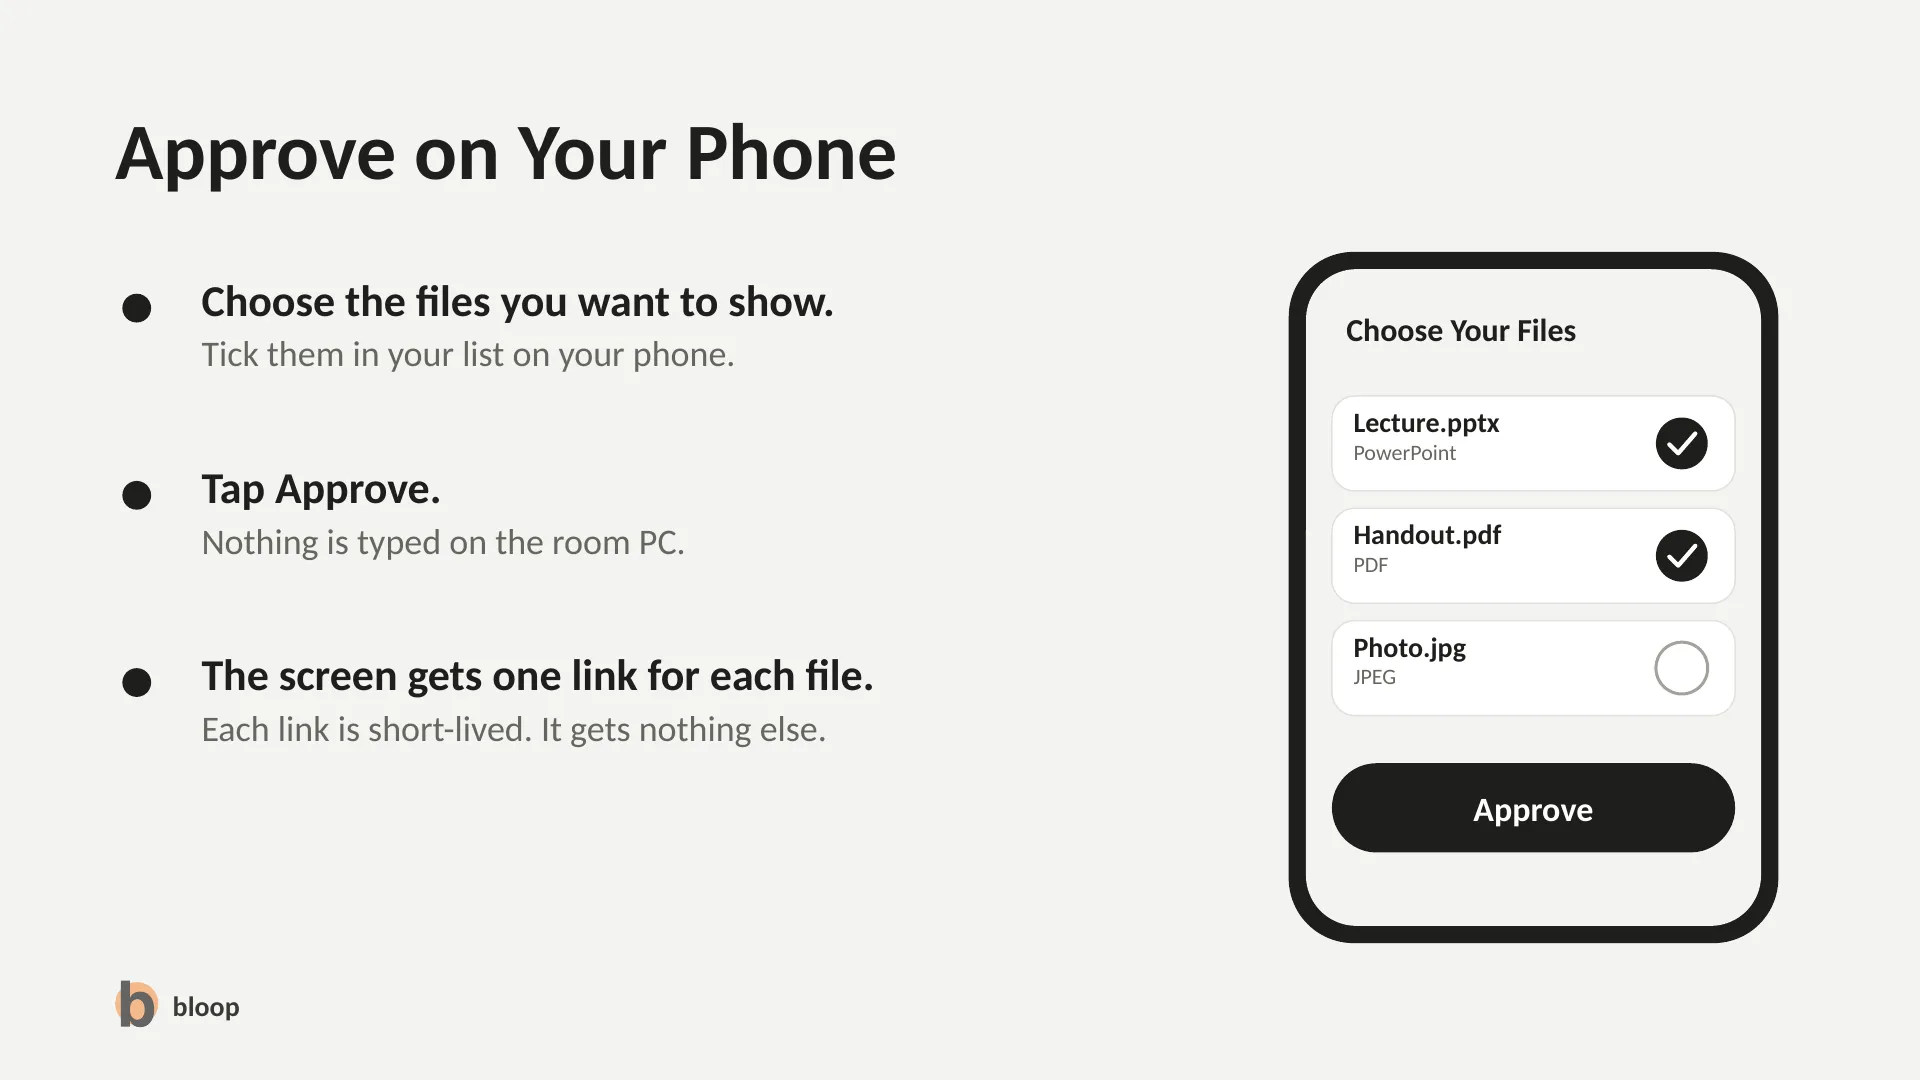 Approve on Your Phone
Choose the files you want to show.
Tick them in your list on your phone.
Tap Approve.
Nothing is typed on the room PC.
The screen gets one link for each file.
Each link is short-lived. It gets nothing else.
Choose Your Files
Lecture.pptx
PowerPoint
Handout.pdf
PDF
Photo.jpg
JPEG
Approve
b bloop